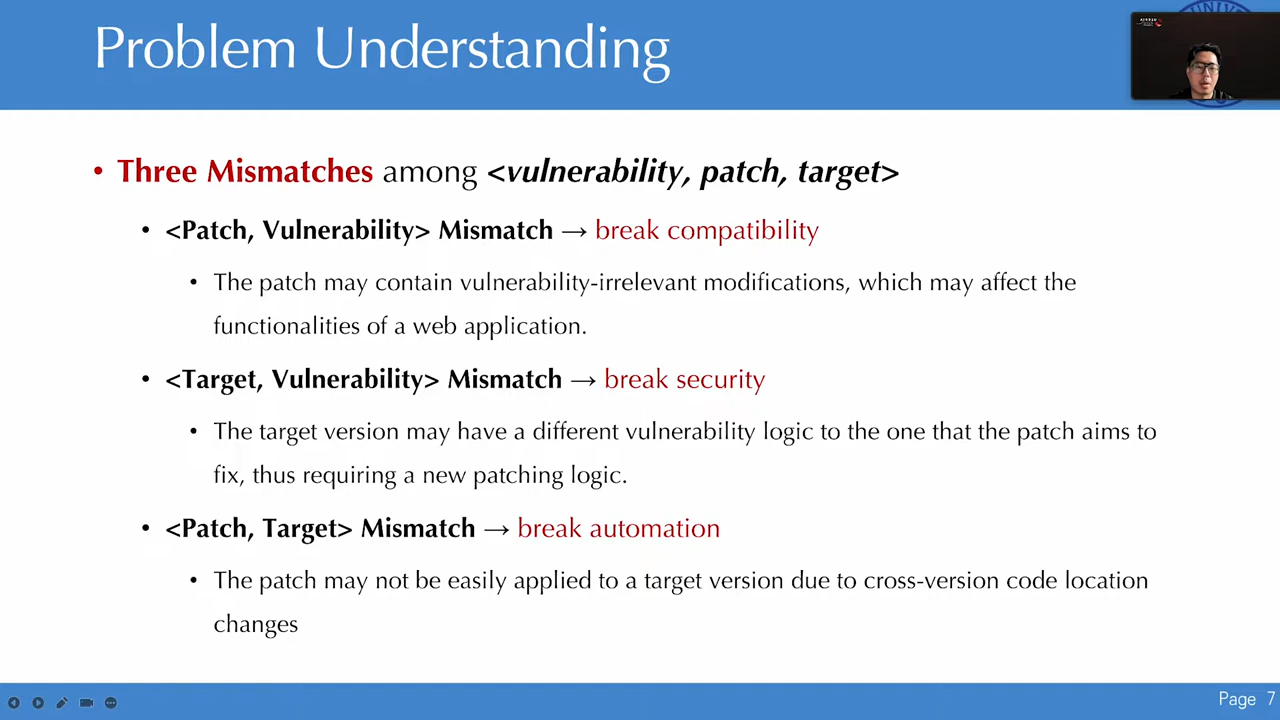 Problem Understanding
UNIV
• Three Mismatches among <vulnerability, patch, target>
• <Patch, Vulnerability> Mismatch → break compatibility
• The patch may contain vulnerability-irrelevant modifications, which may affect the
functionalities of a web application.
• <Target, Vulnerability> Mismatch → break security
• The target version may have a different vulnerability logic to the one that the patch aims to
fix, thus requiring a new patching logic.
• <Patch, Target> Mismatch → break automation
• The patch may not be easily applied to a target version due to cross-version code location
changes
Page 7